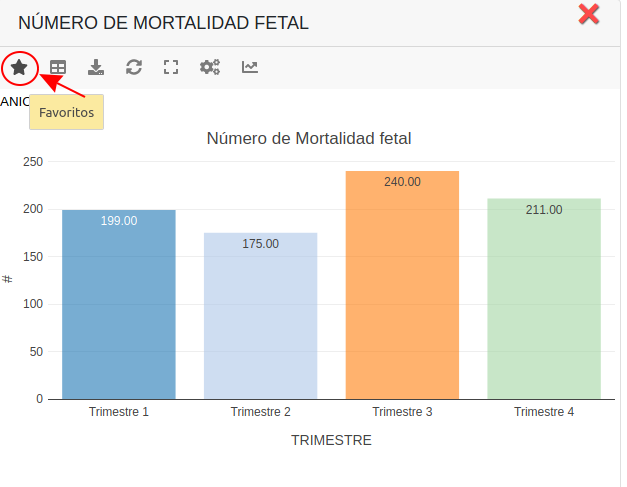 NÚMERO DE MORTALIDAD FETAL
Favoritos
Número de Mortalidad fetal
250
200
150
100
50
0
#
199.00
175.00
240.00
211.00
Trimestre 1
Trimestre 2
Trimestre 3
Trimestre 4
TRIMESTRE